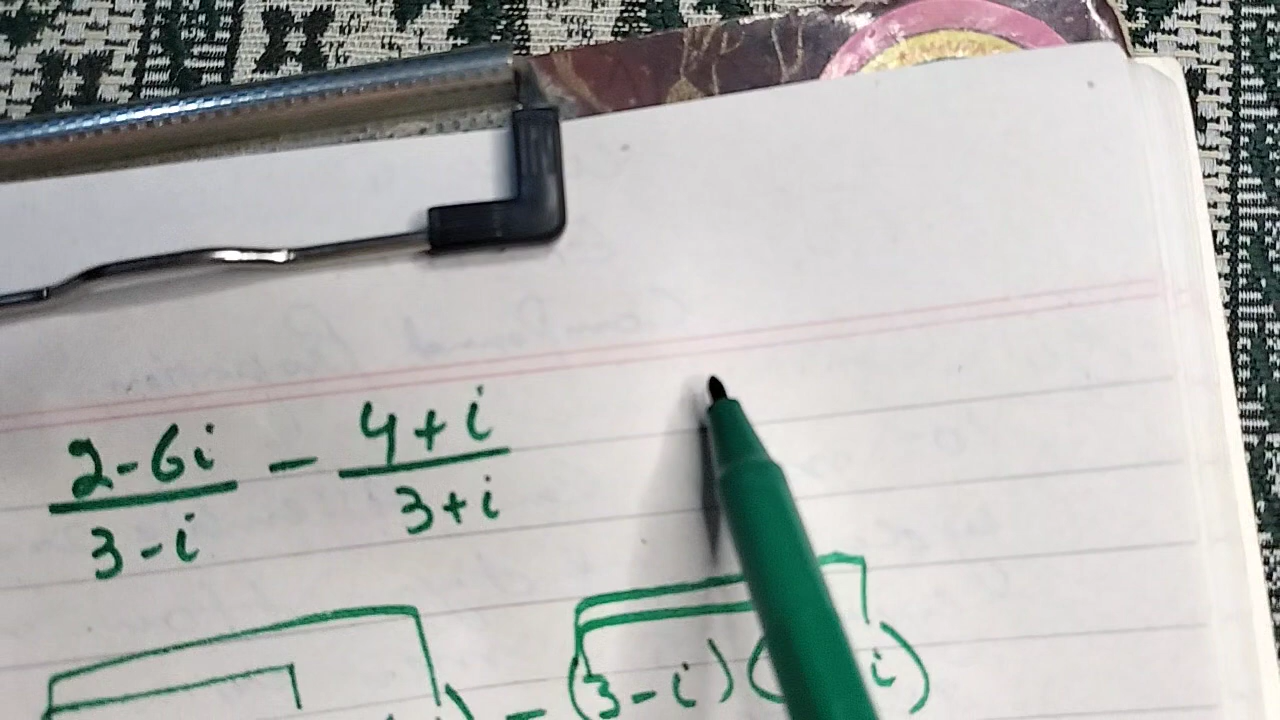 2-6i / 3-i - 4+i / 3+i
) - (3-i)( i)